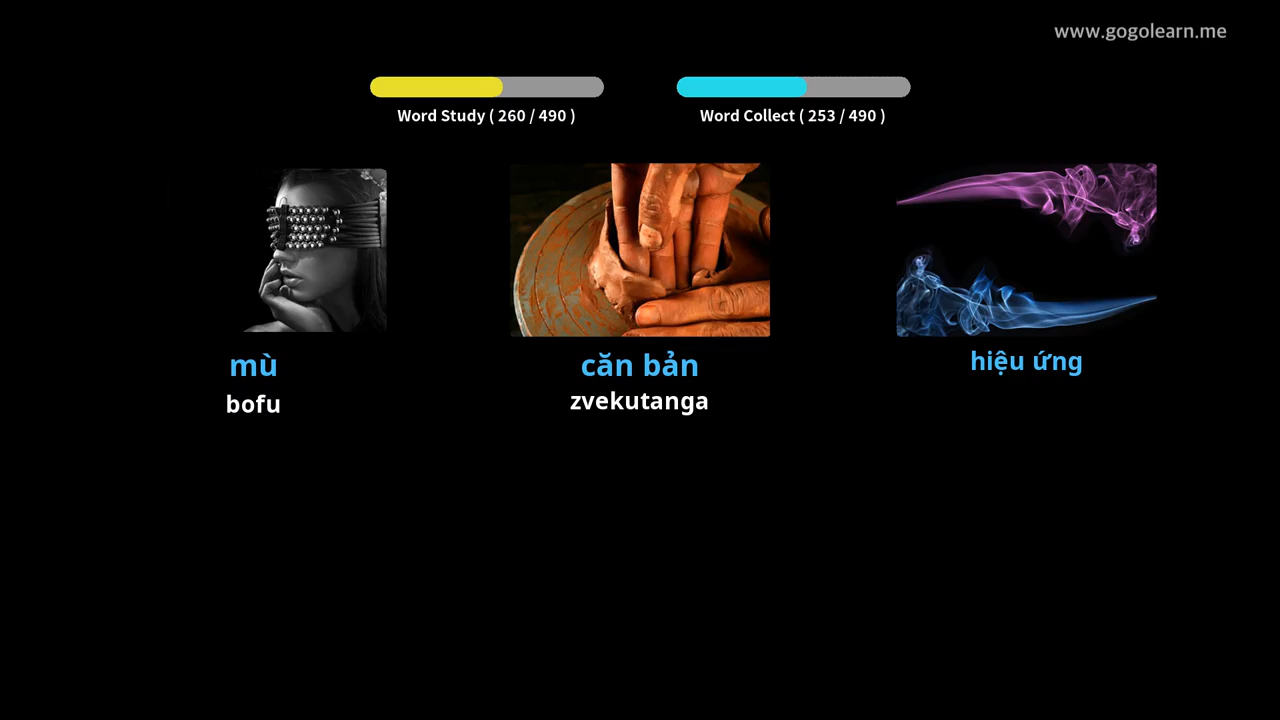 www.gogolearn.me
Word Study ( 260 / 490 )
Word Collect ( 253 / 490 )
mù
bofu
căn bản
zvekutanga
hiệu ứng